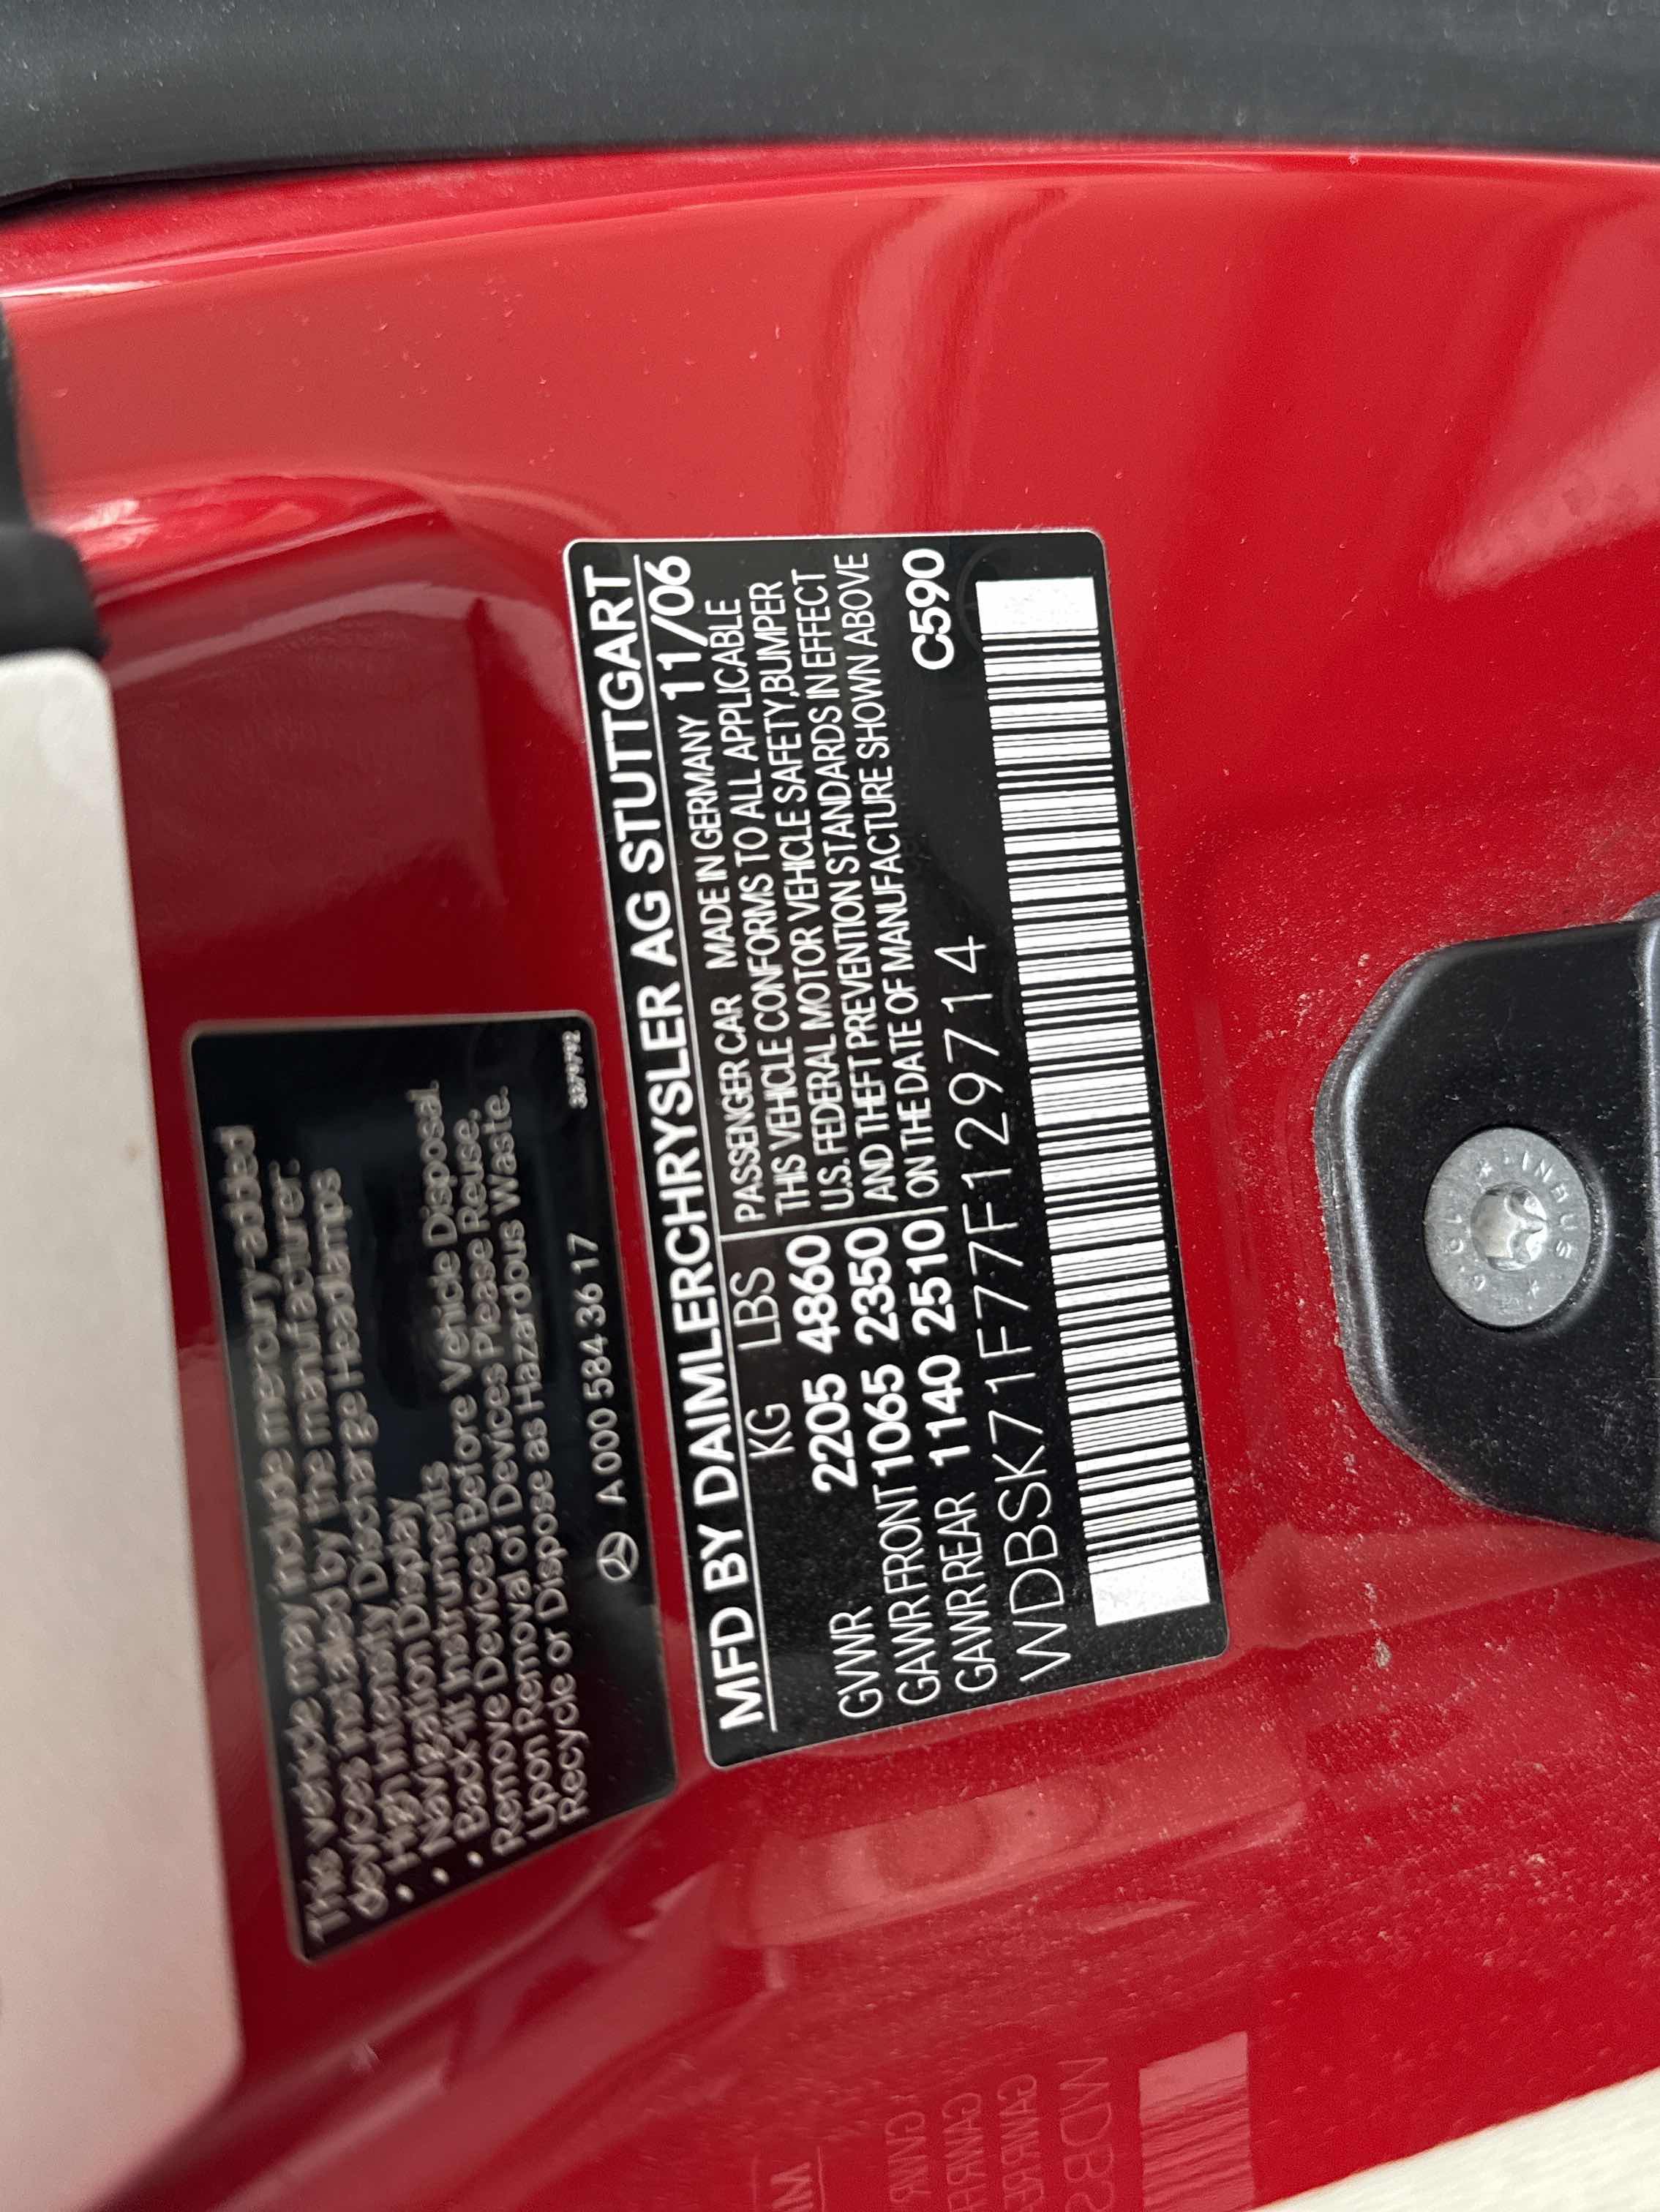 This vehicle may include mercury-added
devices installed by the manufacturer:
• High Intensity Discharge Headlamps
• Navigation Display
• Back-lit Instruments
Remove Devices Before Vehicle Disposal.
Upon Removal of Devices Please Reuse,
Recycle or Dispose as Hazardous Waste.
A 000 584 36 17
3379792
MFD BY DAIMLERCHRYSLER AG STUTTGART
KG LBS PASSENGER CAR MADE IN GERMANY 11/06
GVWR 2205 4860 THIS VEHICLE CONFORMS TO ALL APPLICABLE
U.S. FEDERAL MOTOR VEHICLE SAFETY,BUMPER
GAWR FRONT 1065 2350 AND THEFT PREVENTION STANDARDS IN EFFECT
GAWR REAR 1140 2510 ON THE DATE OF MANUFACTURE SHOWN ABOVE
WDBSK71F77F129714 C590
INBUS